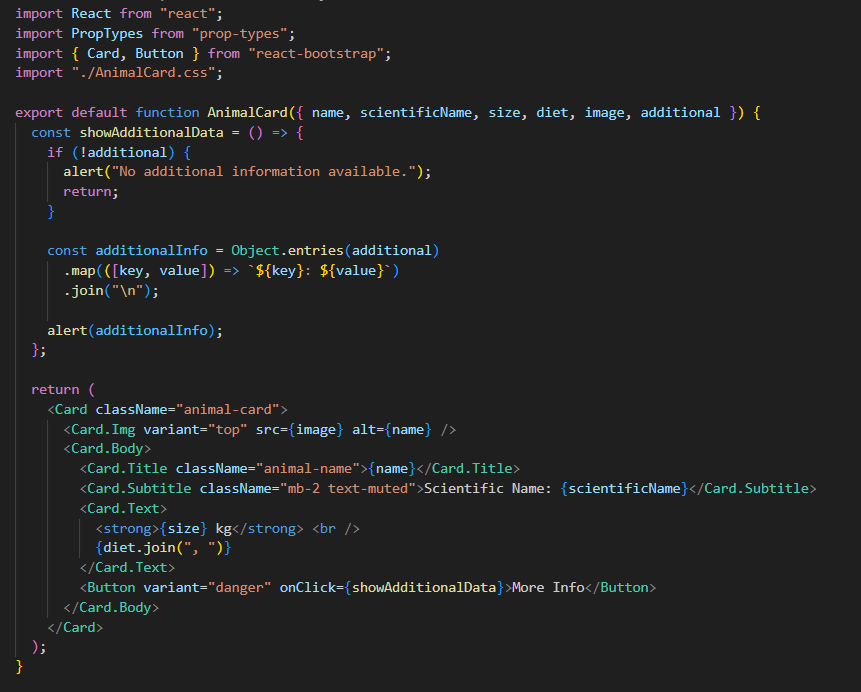 import React from "react";
import PropTypes from "prop-types";
import { Card, Button } from "react-bootstrap";
import "./AnimalCard.css";

export default function AnimalCard({ name, scientificName, size, diet, image, additional }) {
  const showAdditionalData = () => {
    if (!additional) {
      alert("No additional information available.");
      return;
    }

    const additionalInfo = Object.entries(additional)
      .map(([key, value]) => `${key}: ${value}`)
      .join("\n");

    alert(additionalInfo);
  };

  return (
    <Card className="animal-card">
      <Card.Img variant="top" src={image} alt={name} />
      <Card.Body>
        <Card.Title className="animal-name">{name}</Card.Title>
        <Card.Subtitle className="mb-2 text-muted">Scientific Name: {scientificName}</Card.Subtitle>
        <Card.Text>
          <strong>{size} kg</strong> <br />
          {diet.join(", ")}
        </Card.Text>
        <Button variant="danger" onClick={showAdditionalData}>More Info</Button>
      </Card.Body>
    </Card>
  );
}